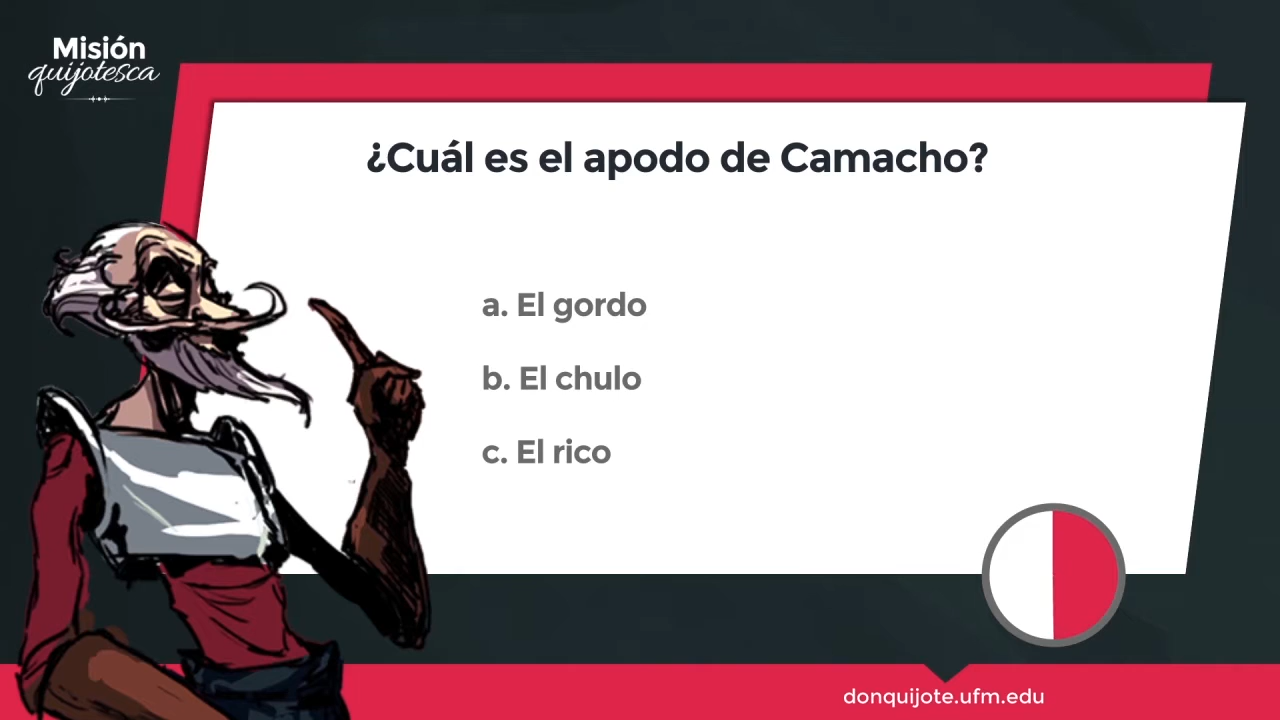 Misión
quijotesca
¿Cuál es el apodo de Camacho?
a. El gordo
b. El chulo
c. El rico
donquijote.ufm.edu